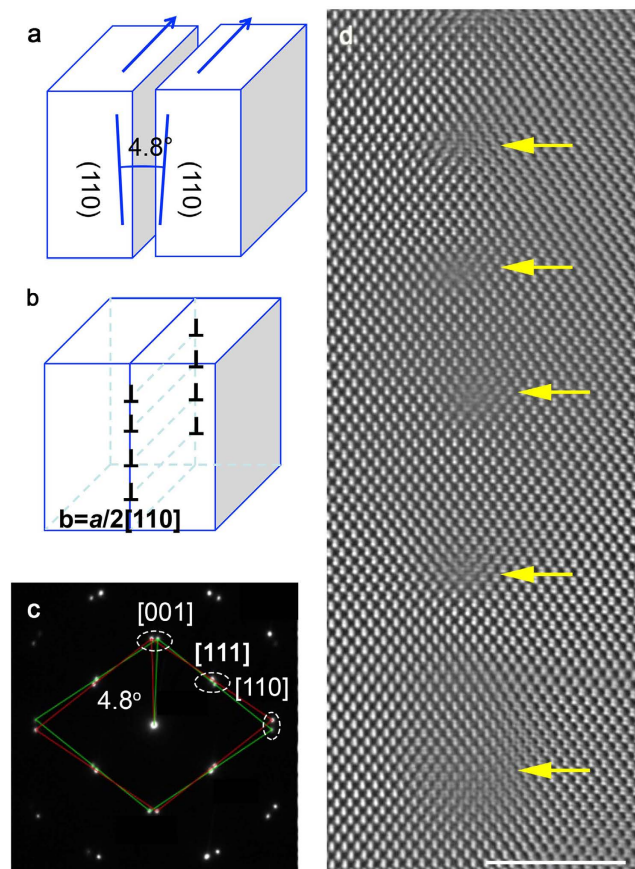 a
4.8°
(110)
(110)
b
b=a/2[110]
c
[001]
[111]
[110]
4.8°
d